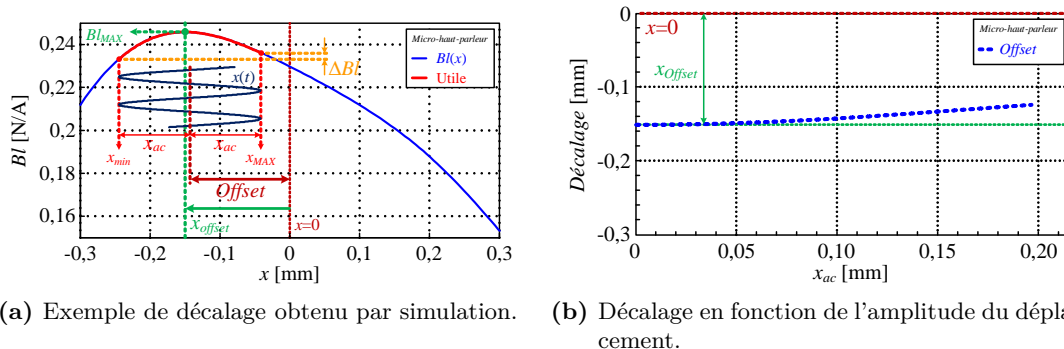 Bl_MAX
Micro-haut-parleur
Bl(x)
Utile
ΔBl
x(t)
x_ac x_ac
x_min x_MAX
Offset
x_offset x=0
Bl [N/A]
0,24
0,22
0,2
0,18
0,16
-0,3 -0,2 -0,1 0 0,1 0,2 0,3
x [mm]
(a) Exemple de décalage obtenu par simulation.
0
x=0
Micro-haut-parleur
Offset
x_Offset
Décalage [mm]
-0,1
-0,2
-0,3
0 0,05 0,10 0,15 0,20
x_ac [mm]
(b) Décalage en fonction de l'amplitude du dépla
cement.